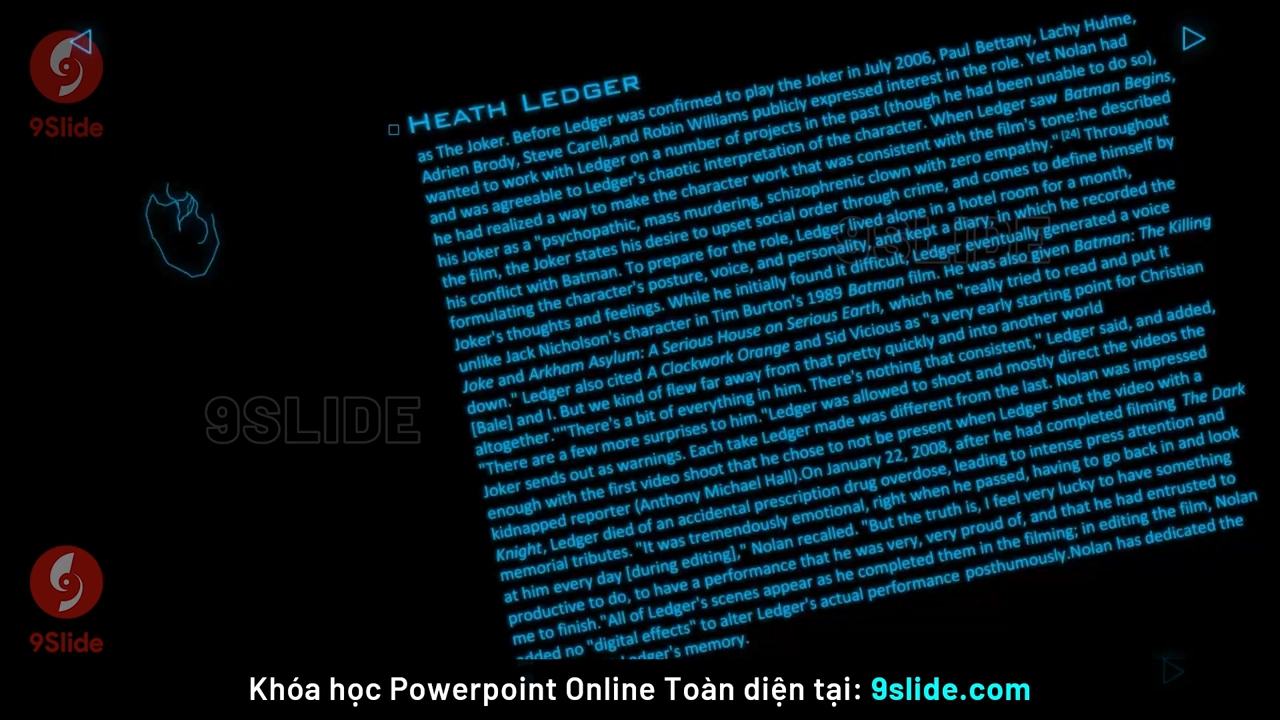 9Slide
HEATH LEDGER
as The Joker. Before Ledger was confirmed to play the Joker in July 2006, Paul Bettany, Lachy Hulme,
Adrien Brody, Steve Carell,and Robin Williams publicly expressed interest in the role. Yet Nolan had
wanted to work with Ledger on a number of projects in the past (though he had been unable to do so),
and was agreeable to Ledger's chaotic interpretation of the character. When Ledger saw Batman Begins,
he had realized a way to make the character work that was consistent with the film's tone:he described
his Joker as a "psychopathic, mass murdering, schizophrenic clown with zero empathy." [24] Throughout
the film, the Joker states his desire to upset social order through crime, and comes to define himself by
his conflict with Batman. To prepare for the role, Ledger lived alone in a hotel room for a month,
formulating the character's posture, voice, and personality, and kept a diary, in which he recorded the
Joker's thoughts and feelings. While he initially found it difficult, Ledger eventually generated a voice
unlike Jack Nicholson's character in Tim Burton's 1989 Batman film. He was also given Batman: The Killing
Joke and Arkham Asylum: A Serious House on Serious Earth, which he "really tried to read and put it
down." Ledger also cited A Clockwork Orange and Sid Vicious as "a very early starting point for Christian
[Bale] and I. But we kind of flew far away from that pretty quickly and into another world
altogether.""There's a bit of everything in him. There's nothing that consistent," Ledger said, and added,
"There are a few more surprises to him."Ledger was allowed to shoot and mostly direct the videos the
Joker sends out as warnings. Each take Ledger made was different from the last. Nolan was impressed
enough with the first video shoot that he chose to not be present when Ledger shot the video with a
kidnapped reporter (Anthony Michael Hall).On January 22, 2008, after he had completed filming The Dark
Knight, Ledger died of an accidental prescription drug overdose, leading to intense press attention and
memorial tributes. "It was tremendously emotional, right when he passed, having to go back in and look
at him every day [during editing]," Nolan recalled. "But the truth is, I feel very lucky to have something
productive to do, to have a performance that he was very, very proud of, and that he had entrusted to
me to finish."All of Ledger's scenes appear as he completed them in the filming; in editing the film, Nolan
added no "digital effects" to alter Ledger's actual performance posthumously.Nolan has dedicated the
Ledger's memory.
9SLIDE
9SLIDE
9Slide
Khóa học Powerpoint Online Toàn diện tại: 9slide.com